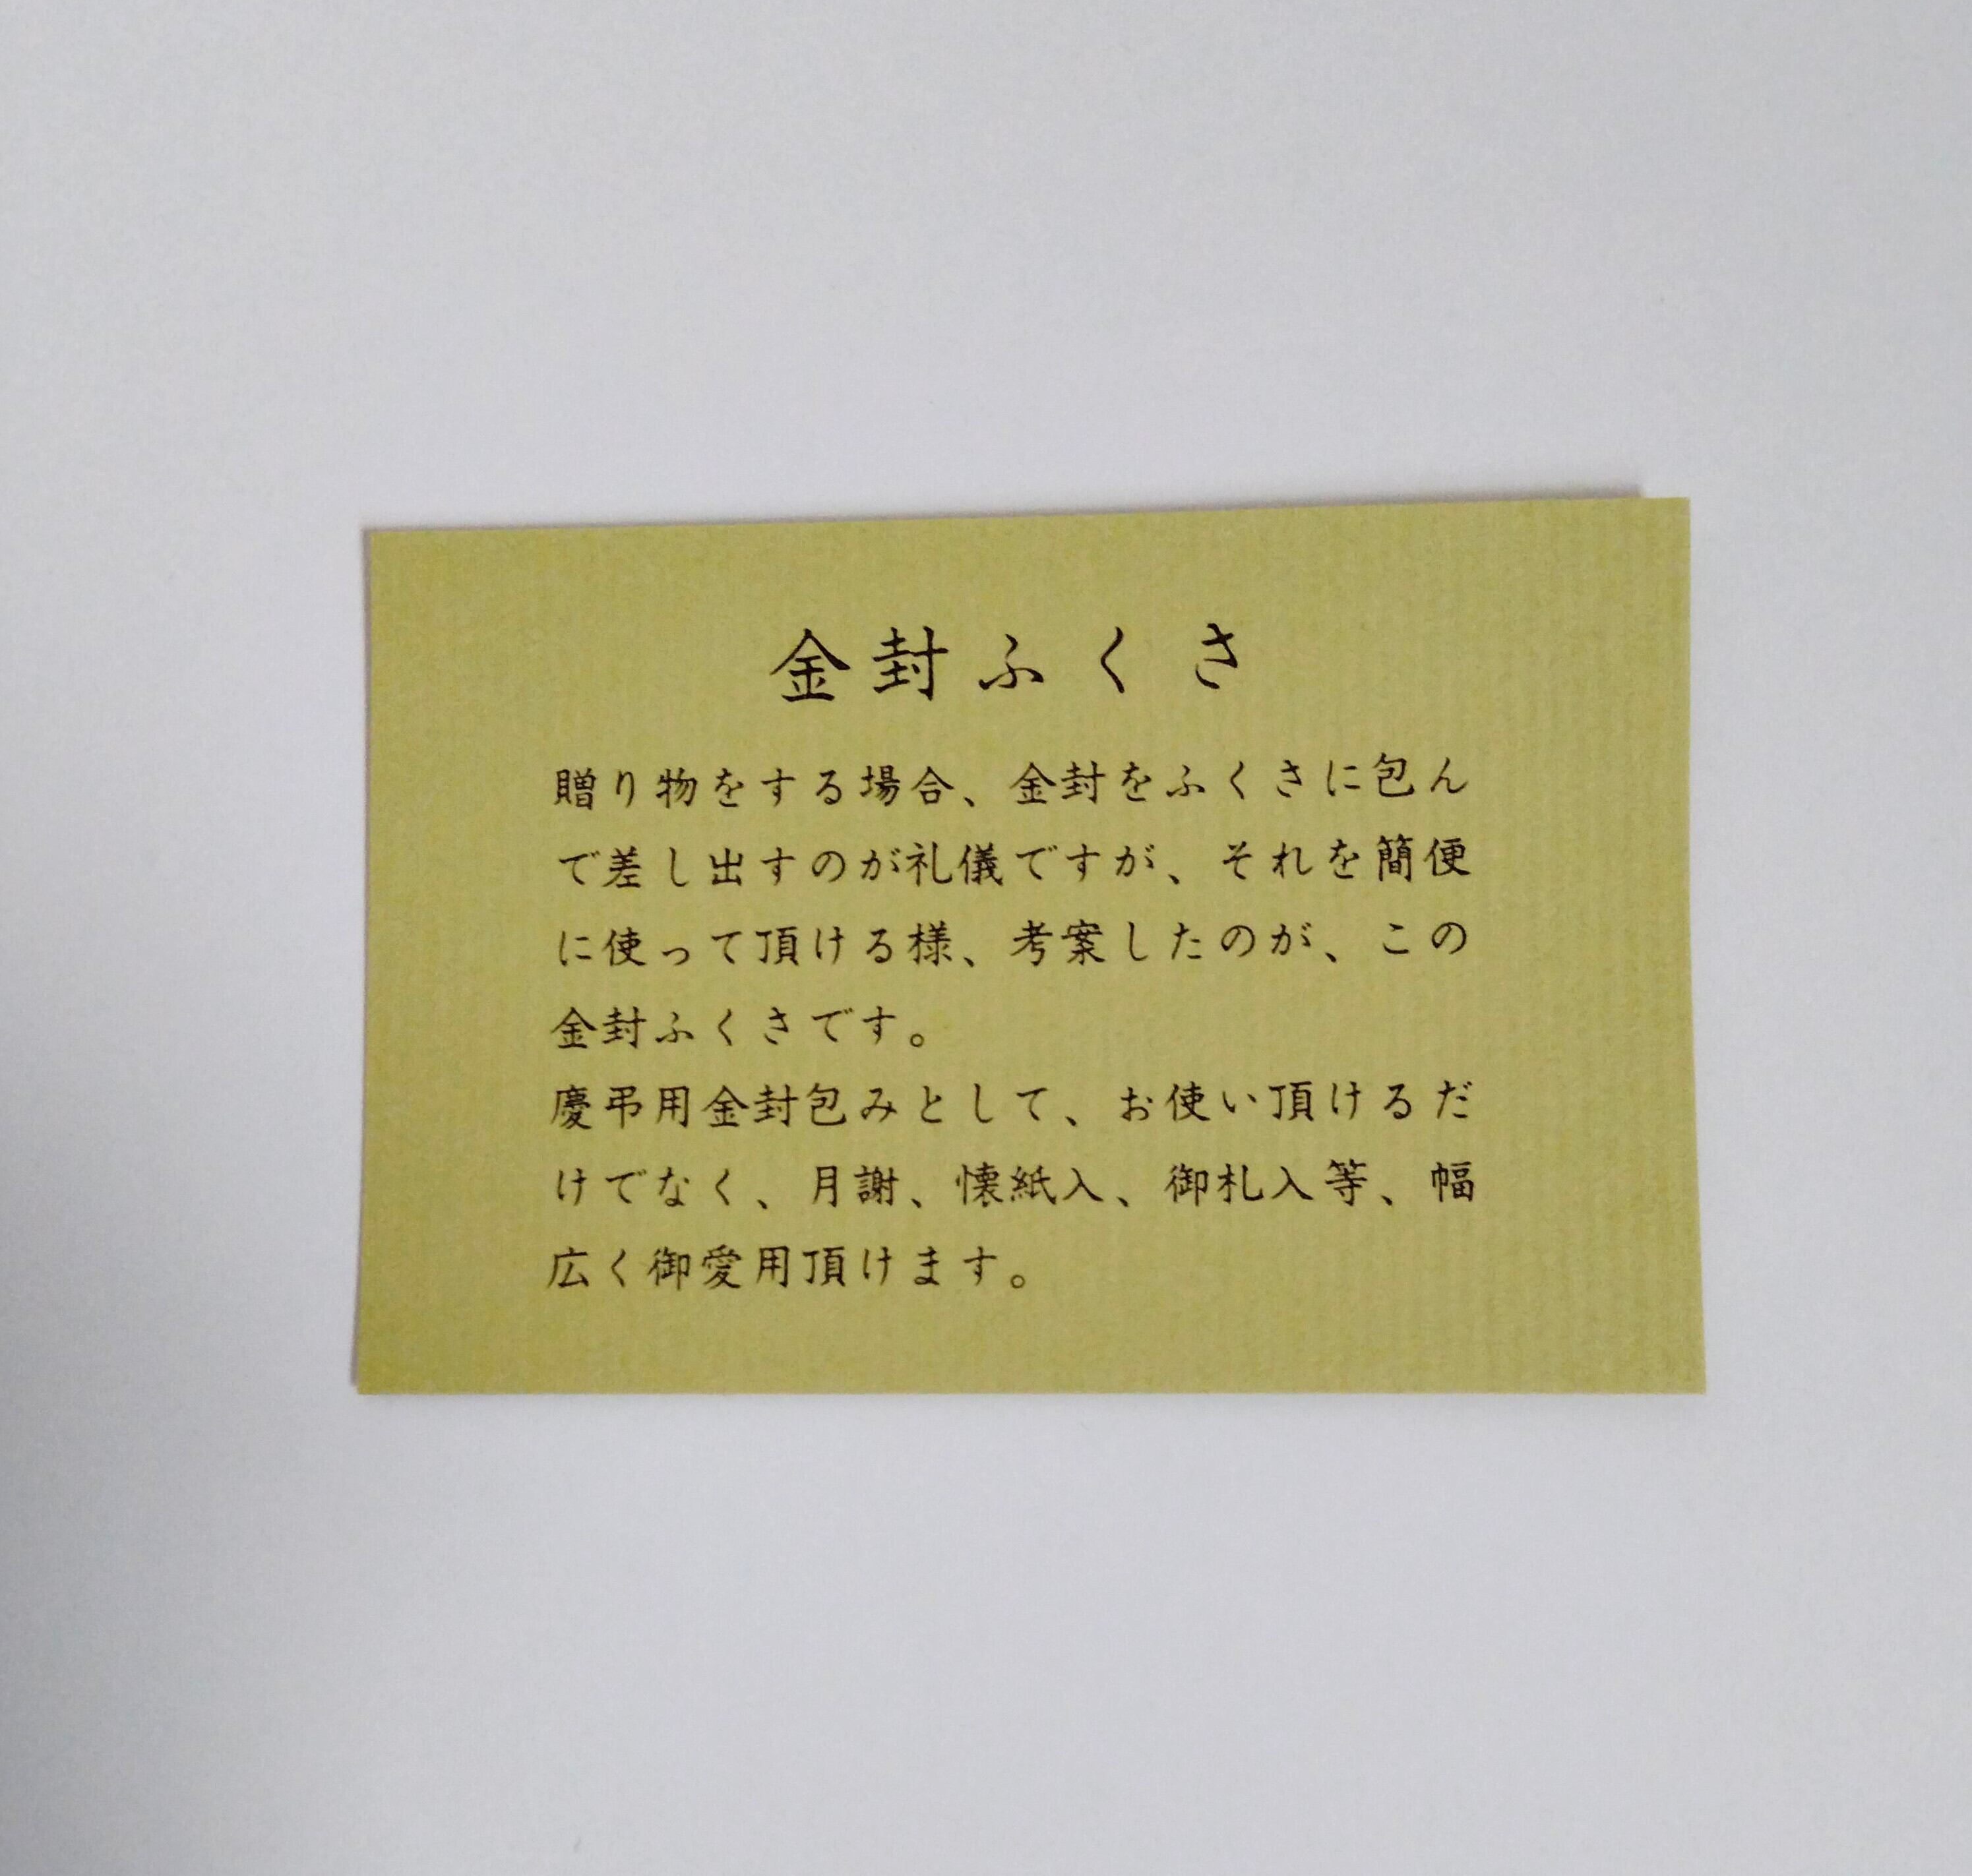 金封ふくさ
贈り物をする場合、金封をふくさに包ん
で差し出すのが礼儀ですが、それを簡便
に使って頂ける様、考案したのが、この
金封ふくさです。
慶弔用金封包みとして、お使い頂けるだ
けでなく、月謝、懐紙入、御札入等、幅
広く御愛用頂けます。